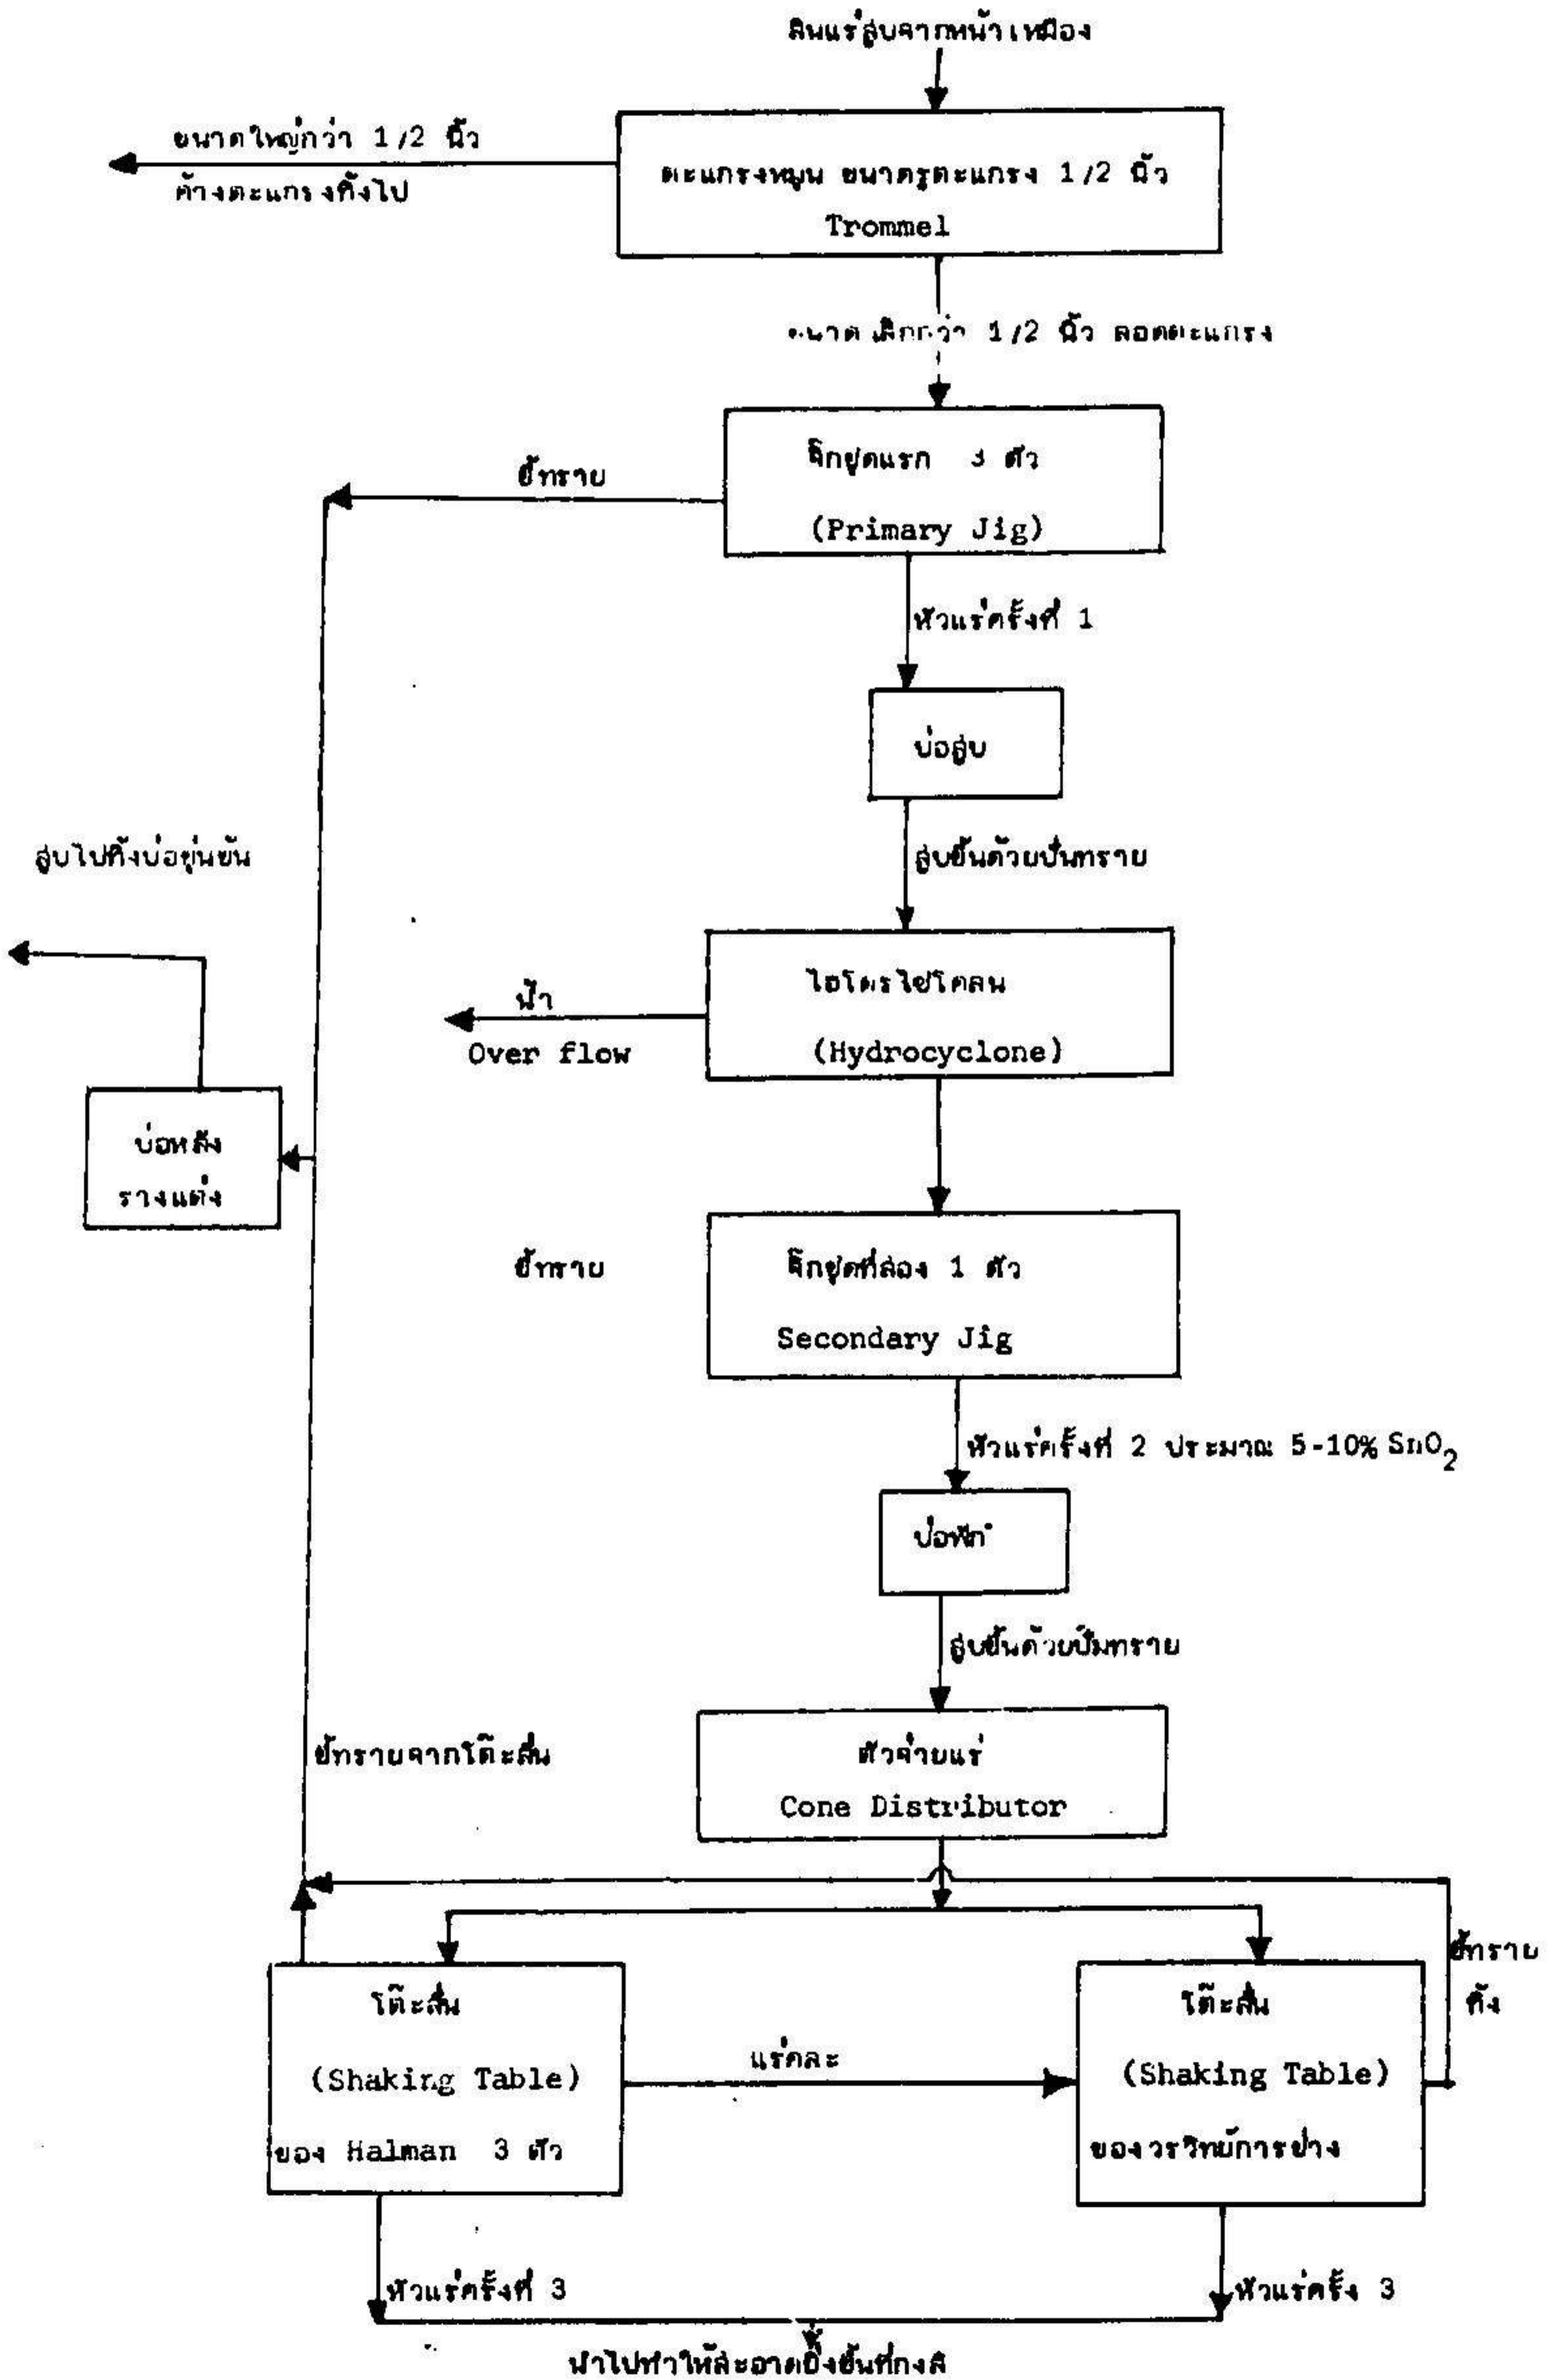 สินแร่สูบจากหน้าเหมือง
ขนาดใหญ่กว่า 1/2 นิ้ว
ค้างตะแกรงทิ้งไป
ตะแกรงหมุน ขนาดรูตะแกรง 1/2 นิ้ว
Trommel
ขนาดเล็กกว่า 1/2 นิ้ว ลอดตะแกรง
จิ๊กชุดแรก 3 ตัว
(Primary Jig)
ขี้ทราย
หัวแร่ครั้งที่ 1
บ่อสูบ
สูบขึ้นด้วยปั๊มทราย
สูบไปทิ้งบ่อขุ่นข้น
ไฮโดรไซโคลน
(Hydrocyclone)
น้ำ
Over flow
บ่อหลัง
รางแต่ง
ขี้ทราย
จิ๊กชุดที่สอง 1 ตัว
Secondary Jig
หัวแร่ครั้งที่ 2 ประมาณ 5-10% SnO2
บ่อพัก
สูบขึ้นด้วยปั๊มทราย
ขี้ทรายจากโต๊ะสั่น
ตัวจ่ายแร่
Cone Distributor
ขี้ทราย
ทิ้ง
โต๊ะสั่น
(Shaking Table)
ของ Halman 3 ตัว
แร่คละ
โต๊ะสั่น
(Shaking Table)
ของวรวิทย์การช่าง
หัวแร่ครั้งที่ 3
หัวแร่ครั้ง 3
นำไปทำให้สะอาดยิ่งขึ้นที่กงสี